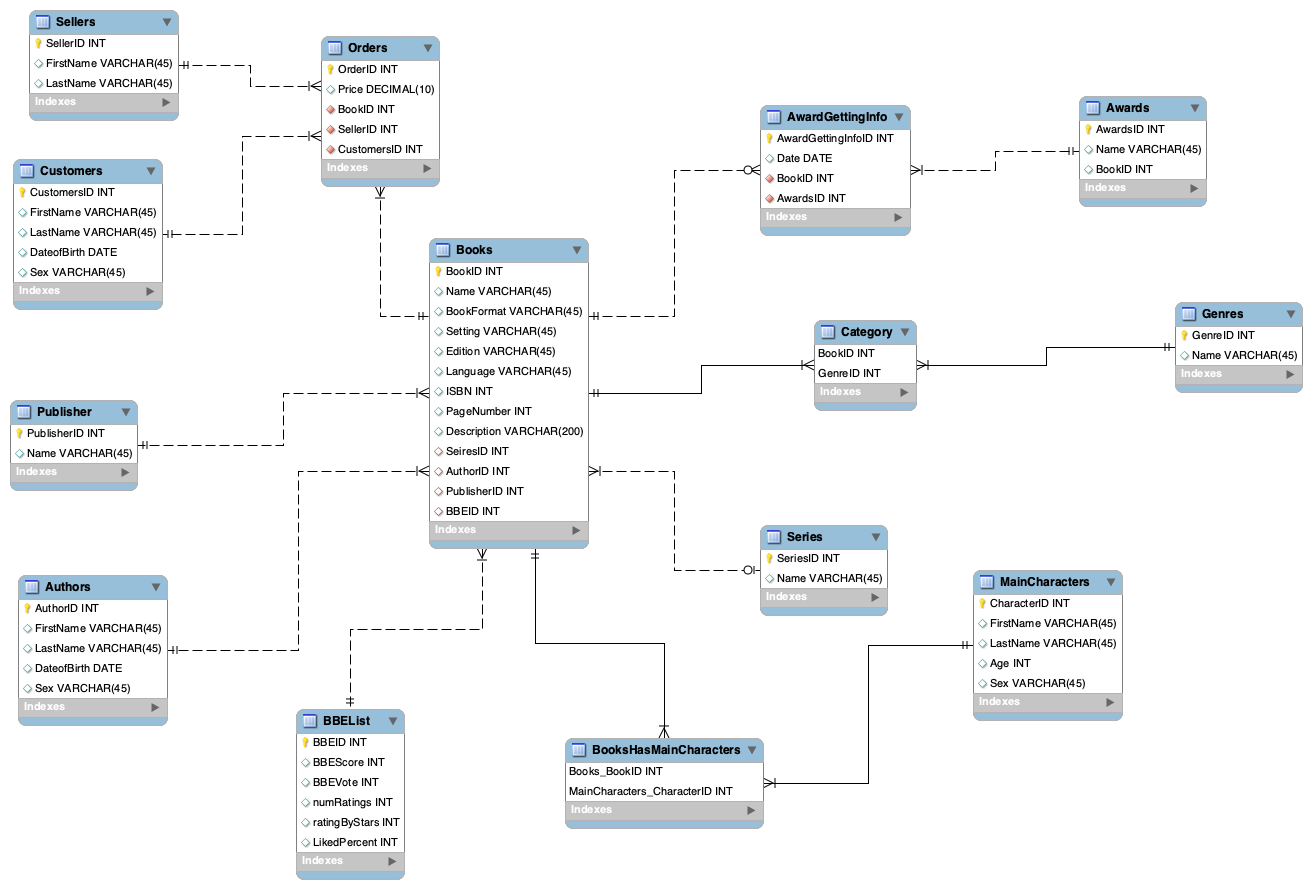 Sellers
SellerID INT
FirstName VARCHAR(45)
LastName VARCHAR(45)
Indexes
Orders
OrderID INT
Price DECIMAL(10)
BookID INT
SellerID INT
CustomersID INT
Indexes
Customers
CustomersID INT
FirstName VARCHAR(45)
LastName VARCHAR(45)
DateofBirth DATE
Sex VARCHAR(45)
Indexes
AwardGettingInfo
AwardGettingInfoID INT
Date DATE
BookID INT
AwardsID INT
Indexes
Awards
AwardsID INT
Name VARCHAR(45)
BookID INT
Indexes
Books
BookID INT
Name VARCHAR(45)
BookFormat VARCHAR(45)
Setting VARCHAR(45)
Edition VARCHAR(45)
Language VARCHAR(45)
ISBN INT
PageNumber INT
Description VARCHAR(200)
SeiresID INT
AuthorID INT
PublisherID INT
BBEID INT
Indexes
Category
BookID INT
GenreID INT
Indexes
Genres
GenreID INT
Name VARCHAR(45)
Indexes
Publisher
PublisherID INT
Name VARCHAR(45)
Indexes
Series
SeriesID INT
Name VARCHAR(45)
Indexes
Authors
AuthorID INT
FirstName VARCHAR(45)
LastName VARCHAR(45)
DateofBirth DATE
Sex VARCHAR(45)
Indexes
MainCharacters
CharacterID INT
FirstName VARCHAR(45)
LastName VARCHAR(45)
Age INT
Sex VARCHAR(45)
Indexes
BBEList
BBEID INT
BBEScore INT
BBEVote INT
numRatings INT
ratingByStars INT
LikedPercent INT
Indexes
BooksHasMainCharacters
Books_BookID INT
MainCharacters_CharacterID INT
Indexes